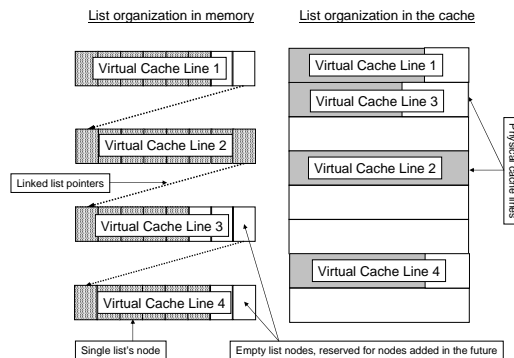 List organization in memory
List organization in the cache
Virtual Cache Line 1
Virtual Cache Line 2
Linked list pointers
Virtual Cache Line 3
Virtual Cache Line 4
Single list's node
Virtual Cache Line 1
Virtual Cache Line 3
Virtual Cache Line 2
Virtual Cache Line 4
Physical cache lines
Empty list nodes, reserved for nodes added in the future